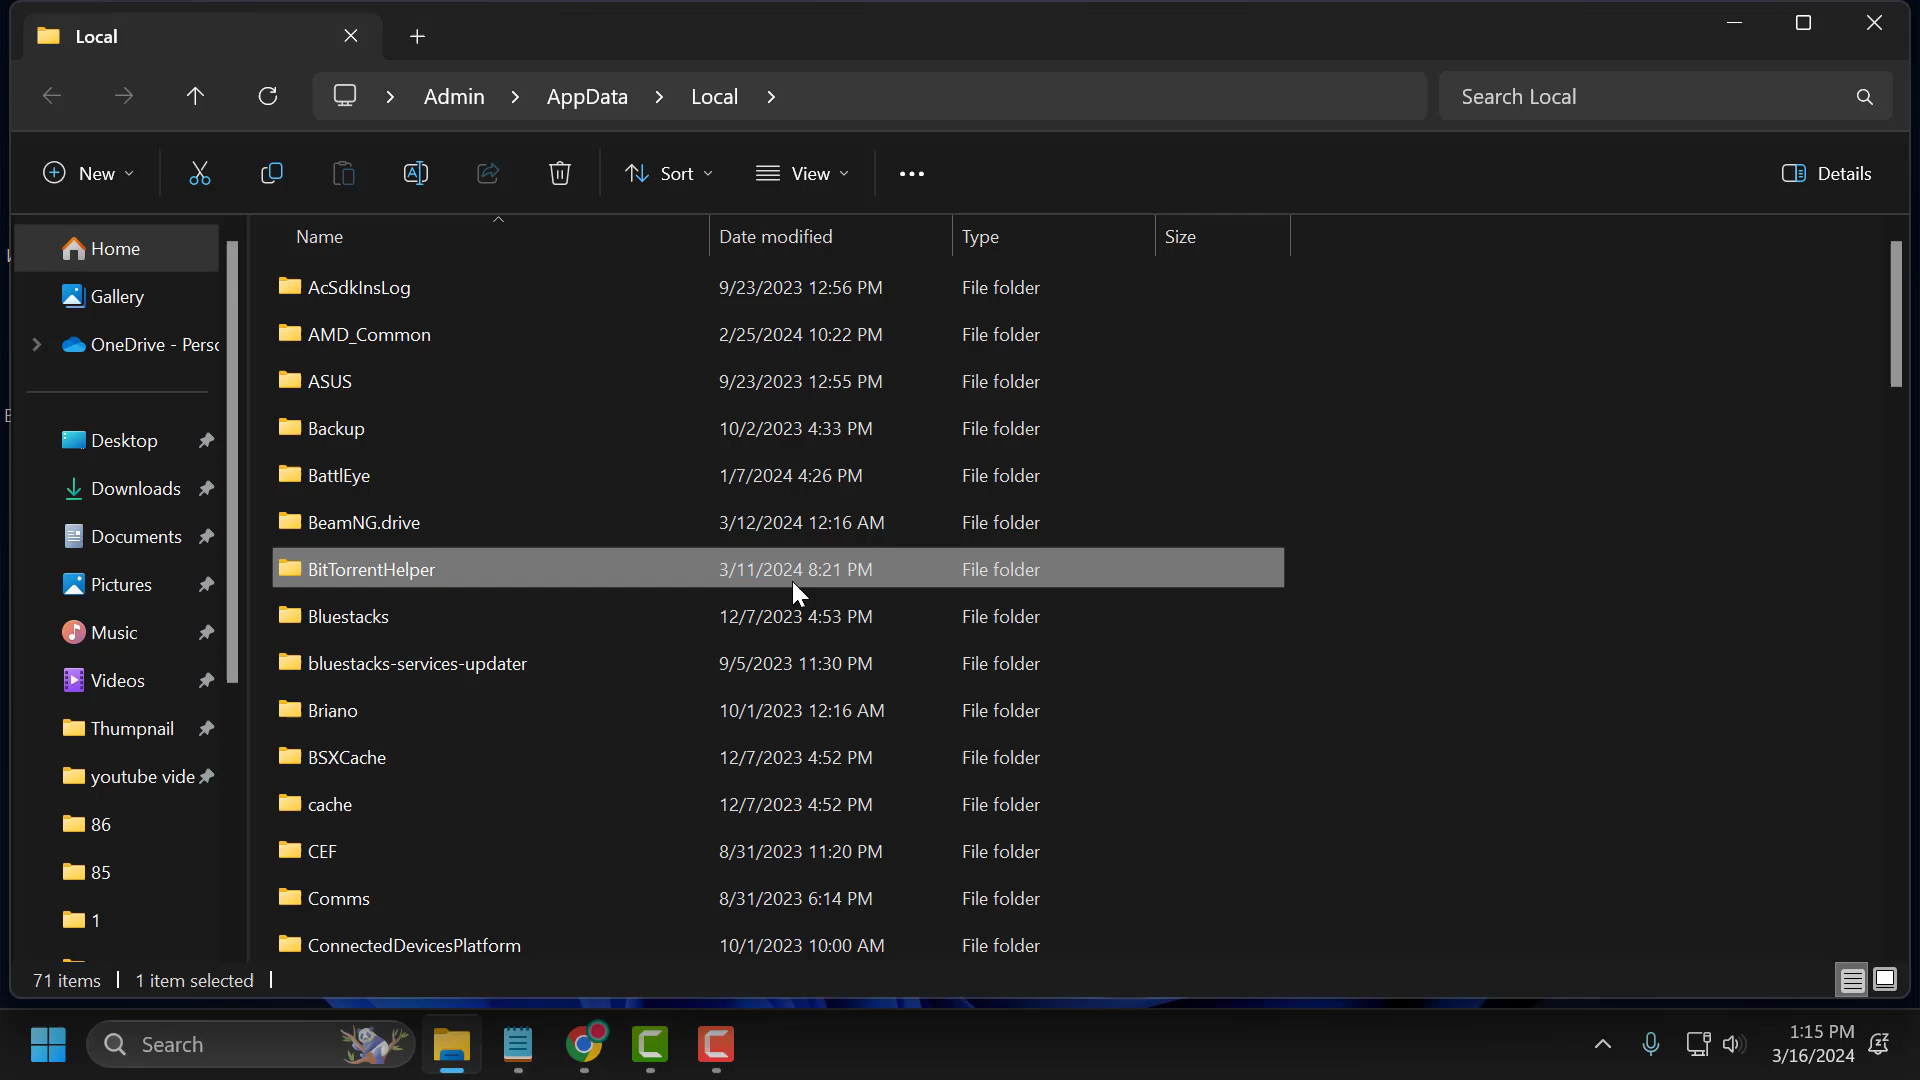 Local
Admin > AppData > Local >
Search Local
New
Sort
View
Details
Name Date modified Type Size
Home
Gallery
OneDrive - Perso
Desktop
Downloads
Documents
Pictures
Music
Videos
Thumpnail
youtube vide
86
85
1
AcSdkInsLog 9/23/2023 12:56 PM File folder
AMD_Common 2/25/2024 10:22 PM File folder
ASUS 9/23/2023 12:55 PM File folder
Backup 10/2/2023 4:33 PM File folder
BattlEye 1/7/2024 4:26 PM File folder
BeamNG.drive 3/12/2024 12:16 AM File folder
BitTorrentHelper 3/11/2024 8:21 PM File folder
Bluestacks 12/7/2023 4:53 PM File folder
bluestacks-services-updater 9/5/2023 11:30 PM File folder
Briano 10/1/2023 12:16 AM File folder
BSXCache 12/7/2023 4:52 PM File folder
cache 12/7/2023 4:52 PM File folder
CEF 8/31/2023 11:20 PM File folder
Comms 8/31/2023 6:14 PM File folder
ConnectedDevicesPlatform 10/1/2023 10:00 AM File folder
71 items | 1 item selected |
Search
1:15 PM
3/16/2024